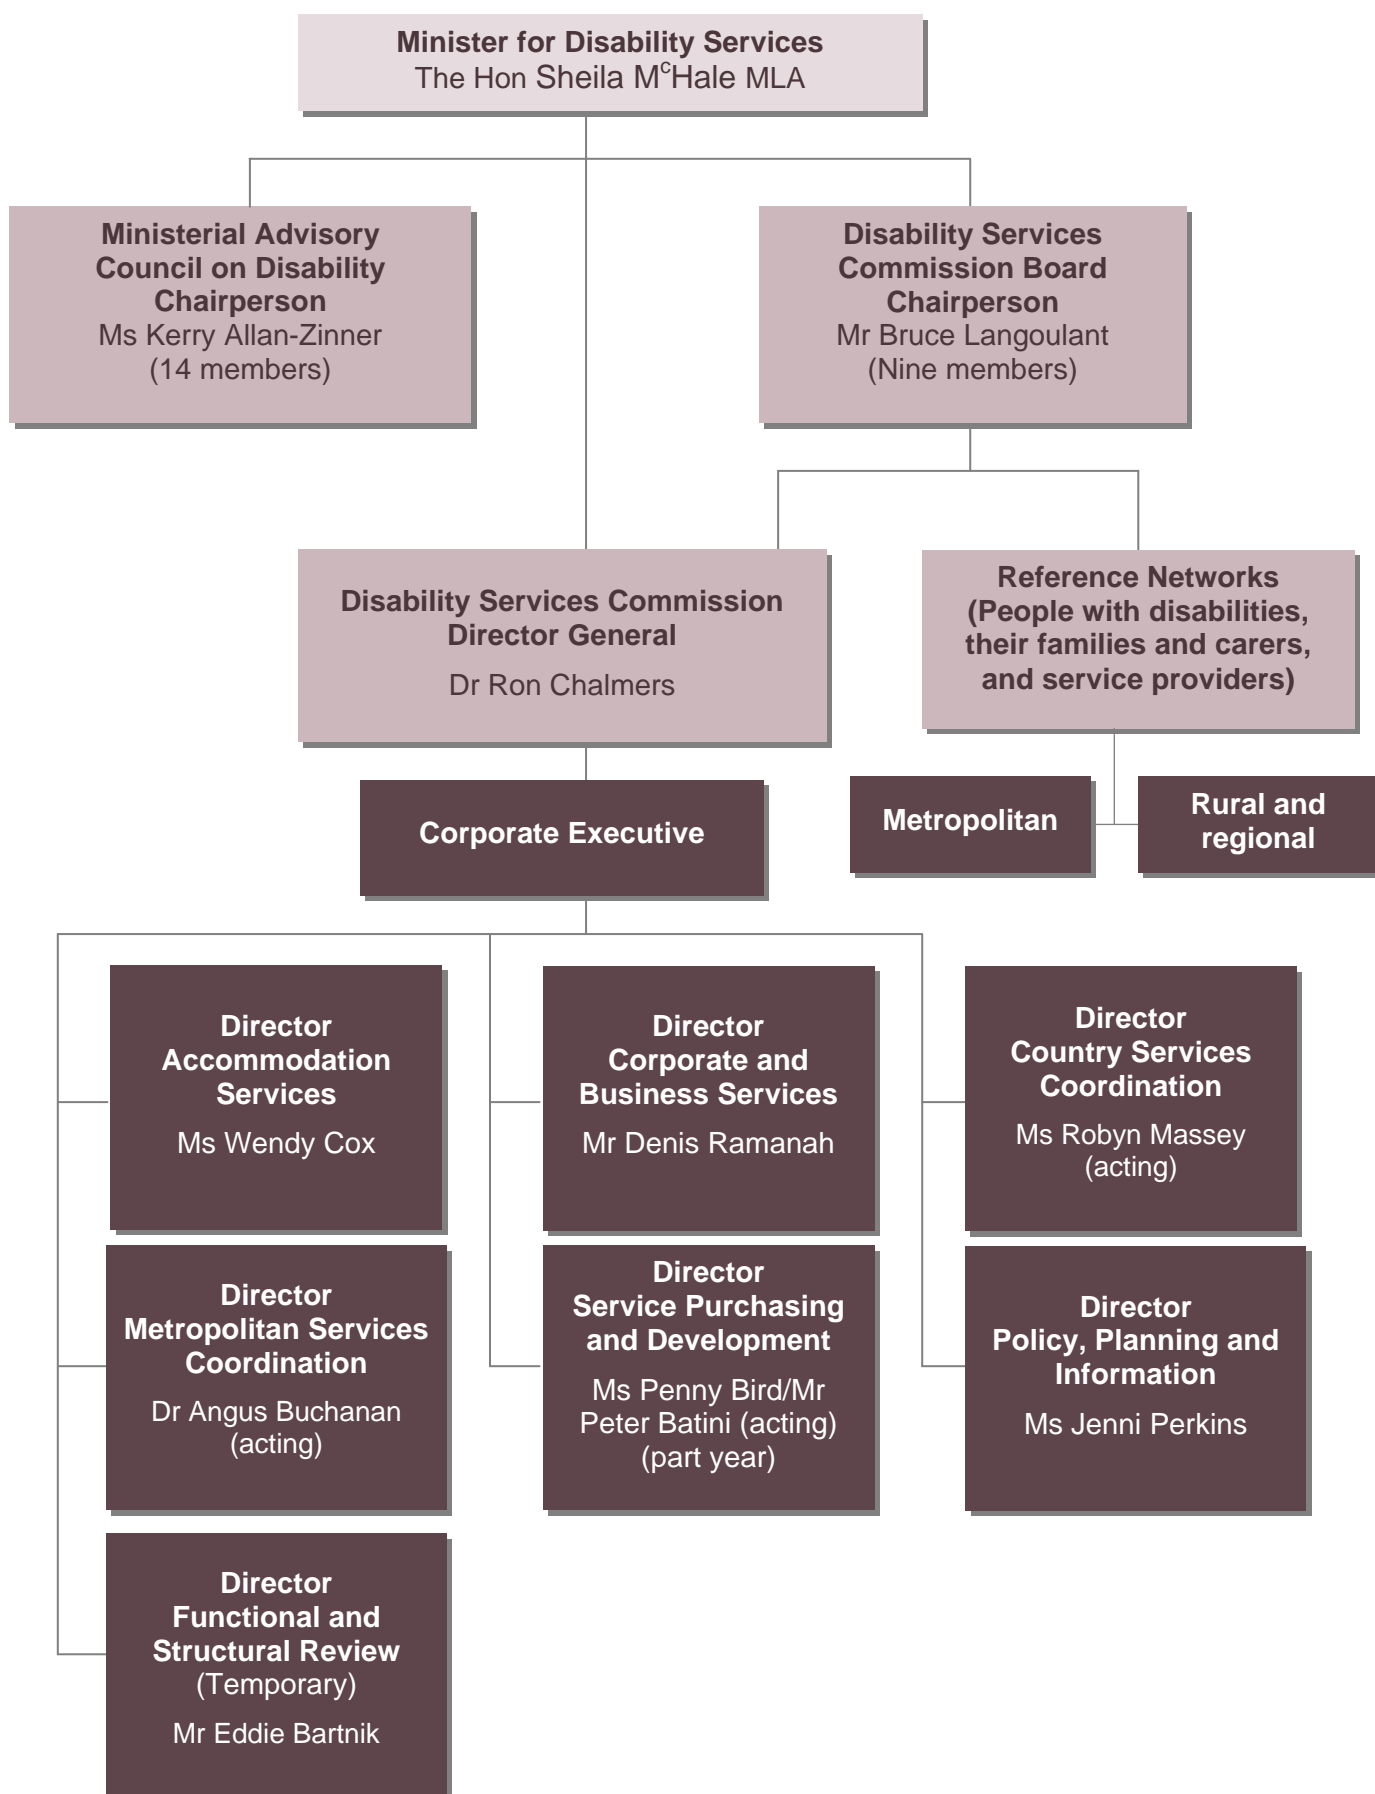 Minister for Disability Services
The Hon Sheila McHale MLA
Ministerial Advisory
Council on Disability
Chairperson
Ms Kerry Allan-Zinner
(14 members)
Disability Services
Commission Board
Chairperson
Mr Bruce Langoulant
(Nine members)
Disability Services Commission
Director General
Dr Ron Chalmers
Reference Networks
(People with disabilities,
their families and carers,
and service providers)
Corporate Executive
Metropolitan
Rural and
regional
Director
Accommodation
Services
Ms Wendy Cox
Director
Corporate and
Business Services
Mr Denis Ramanah
Director
Country Services
Coordination
Ms Robyn Massey
(acting)
Director
Metropolitan Services
Coordination
Dr Angus Buchanan
(acting)
Director
Service Purchasing
and Development
Ms Penny Bird/Mr
Peter Batini (acting)
(part year)
Director
Policy, Planning and
Information
Ms Jenni Perkins
Director
Functional and
Structural Review
(Temporary)
Mr Eddie Bartnik